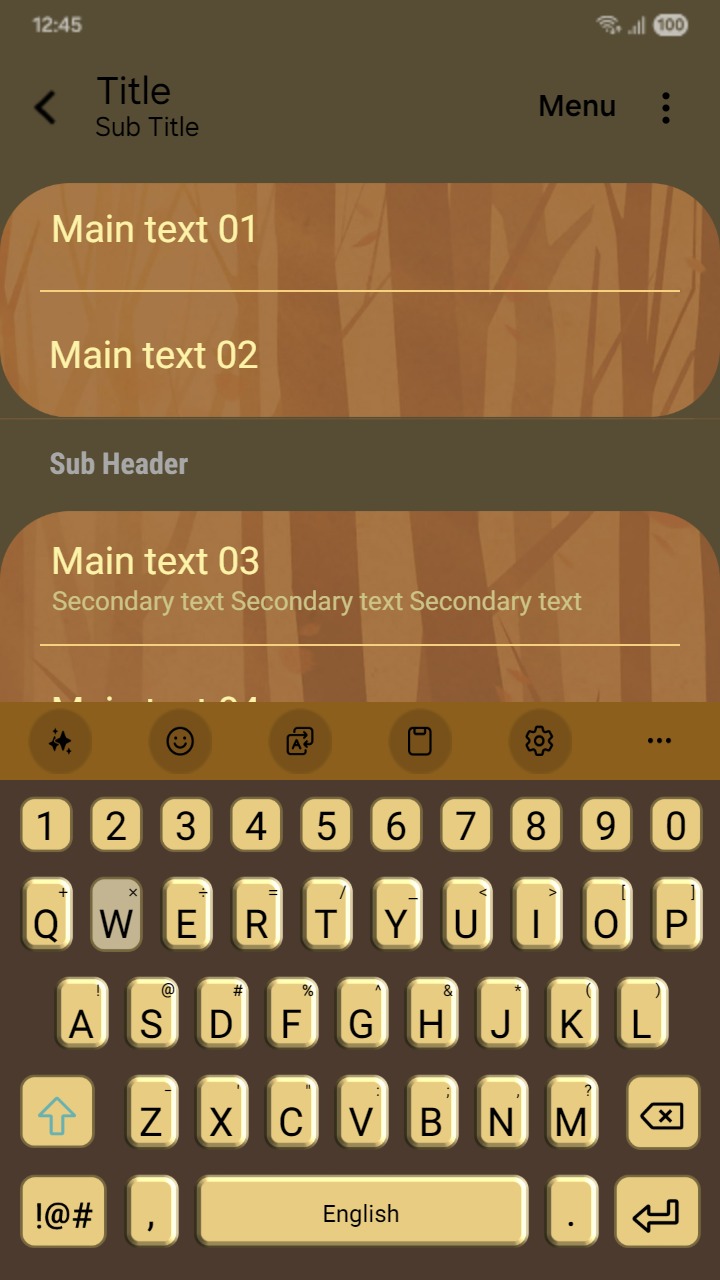 12:45
100
Title
Sub Title
Menu
Main text 01
Main text 02
Sub Header
Main text 03
Secondary text Secondary text Secondary text
1 2 3 4 5 6 7 8 9 0
+ × ÷ = / _ < > [ ]
Q W E R T Y U I O P
! @ # % ^ & * ( )
A S D F G H J K L
- ' " : ; , ?
Z X C V B N M
!@# , English .